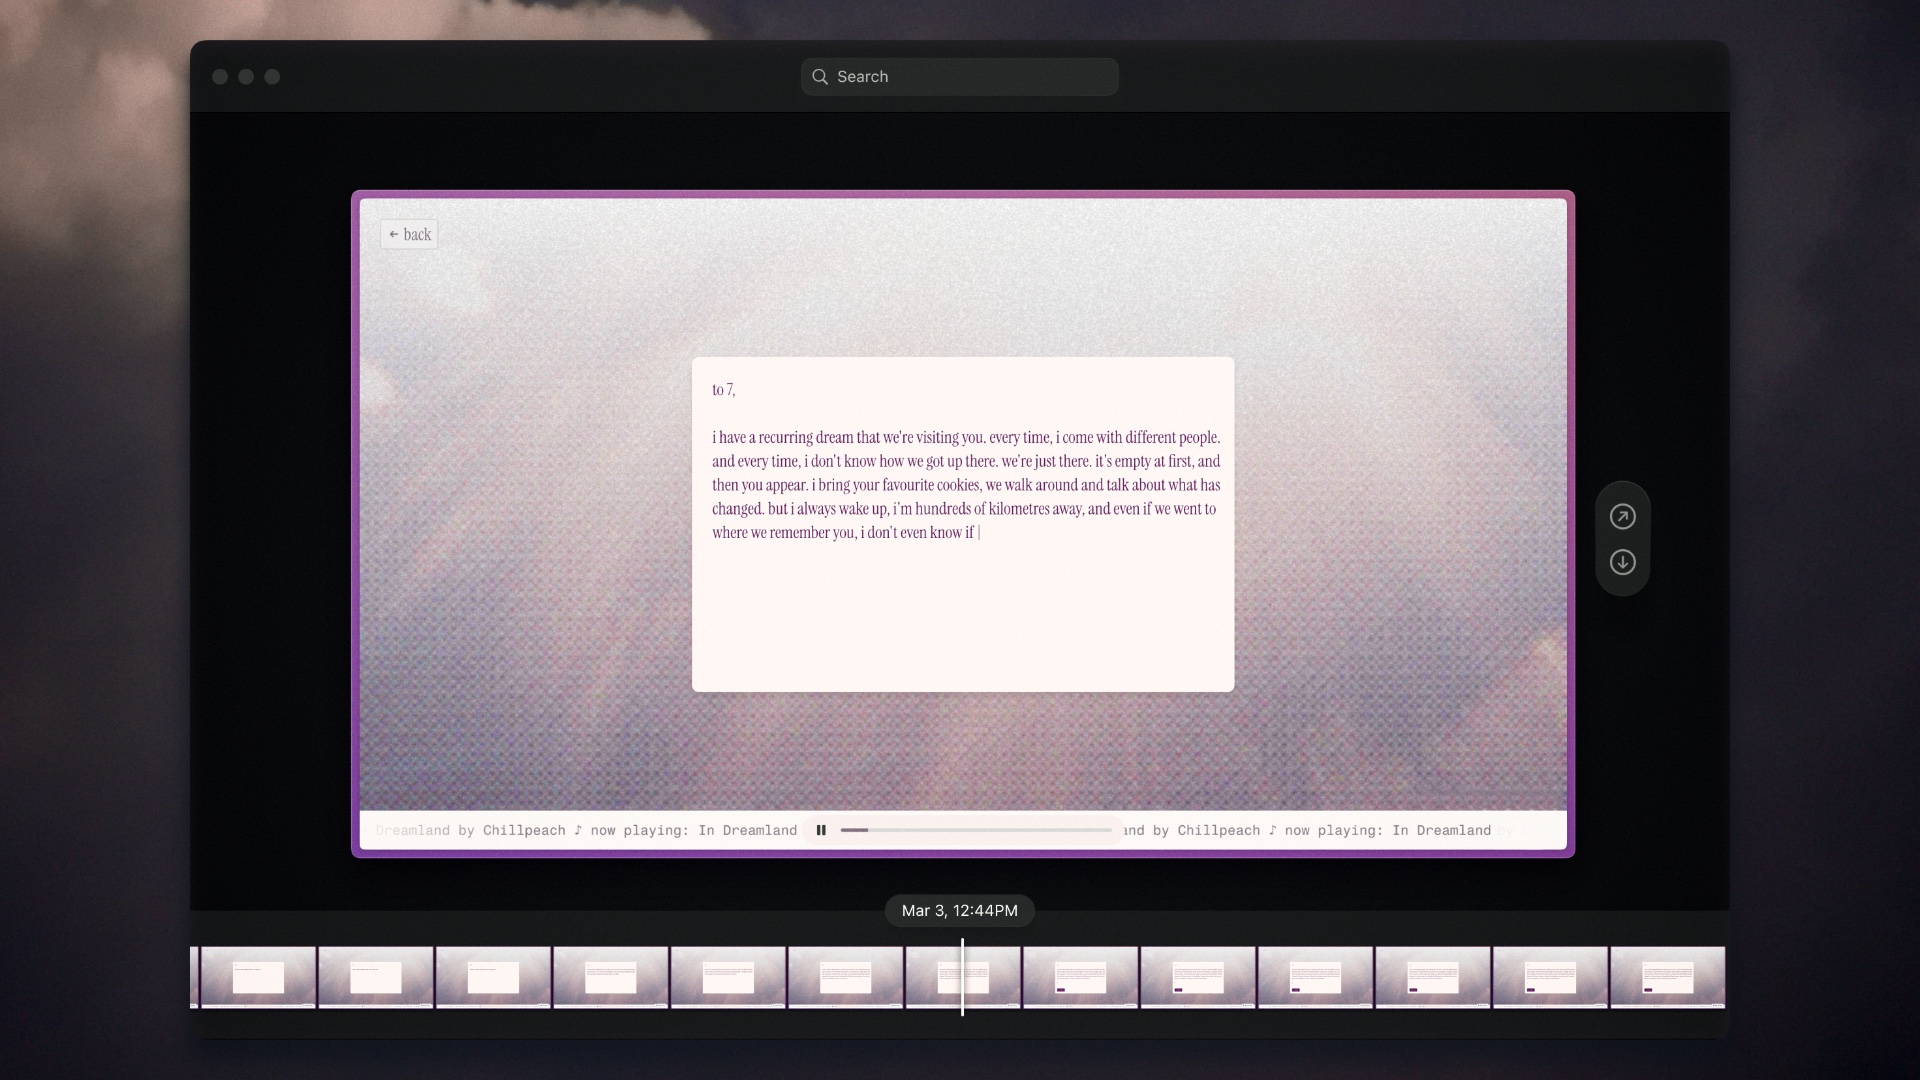 Search
← back
to 7,
i have a recurring dream that we're visiting you. every time, i come with different people.
and every time, i don't know how we got up there. we're just there. it's empty at first, and
then you appear. i bring your favourite cookies, we walk around and talk about what has
changed. but i always wake up, i'm hundreds of kilometres away, and even if we went to
where we remember you, i don't even know if
Dreamland by Chillpeach ♪ now playing: In Dreamland
and by Chillpeach ♪ now playing: In Dreamland by
Mar 3, 12:44PM